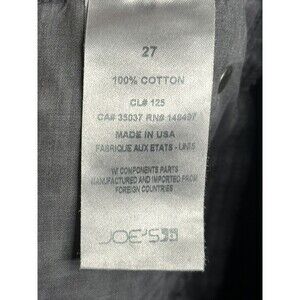 27
100% COTTON
CL# 125
CA# 35037 RN# 149497
MADE IN USA
FABRIQUE AUX ETATS - UNIS
W/ COMPONENTS PARTS
MANUFACTURED AND IMPORTED FROM
FOREIGN COUNTRIES
JOE'S